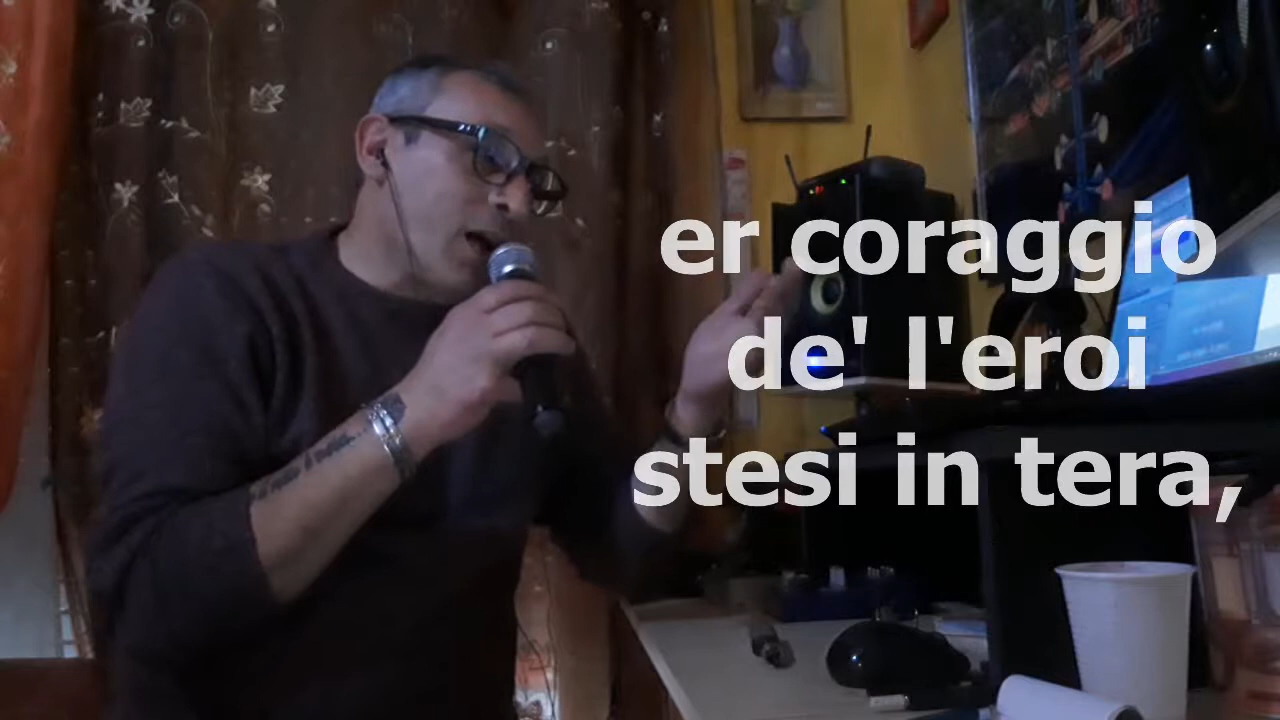 er coraggio
de' l'eroi
stesi in tera,